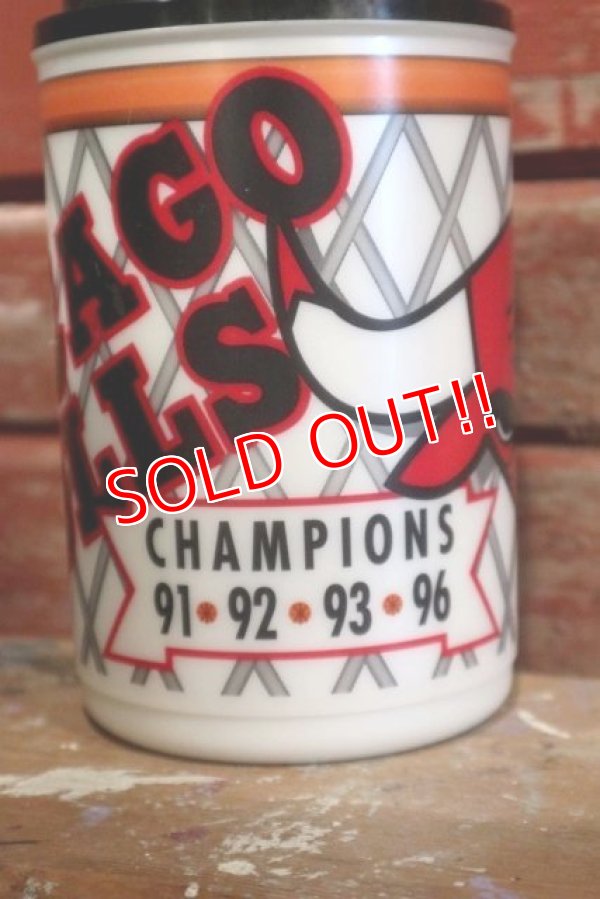 AGO
LLS
SOLD OUT!!
CHAMPIONS
91 • 92 • 93 • 96